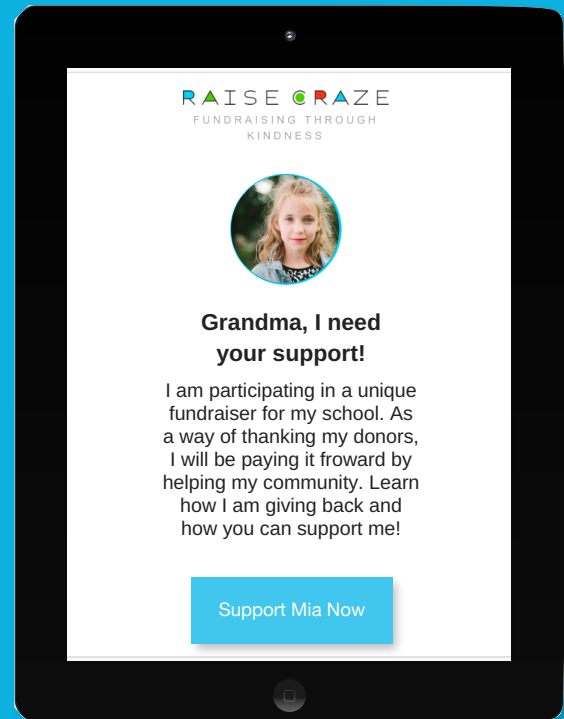 RAISE CRAZE
FUNDRAISING THROUGH
KINDNESS
Grandma, I need
your support!
I am participating in a unique
fundraiser for my school. As
a way of thanking my donors,
I will be paying it froward by
helping my community. Learn
how I am giving back and
how you can support me!
Support Mia Now